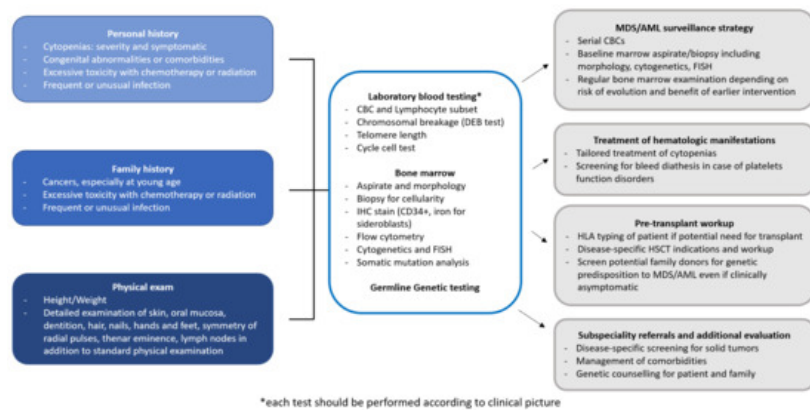 Personal history
- Cytopenias: severity and symptomatic
- Congenital abnormalities or comorbidities
- Excessive toxicity with chemotherapy or radiation
- Frequent or unusual infection
Family history
- Cancers, especially at young age
- Excessive toxicity with chemotherapy or radiation
- Frequent or unusual infection
Physical exam
- Height/Weight
- Detailed examination of skin, oral mucosa,
dentition, hair, nails, hands and feet, symmetry of
radial pulses, thenar eminence, lymph nodes in
addition to standard physical examination
Laboratory blood testing*
- CBC and Lymphocyte subset
- Chromosomal breakage (DEB test)
- Telomere length
- Cycle cell test
Bone marrow
- Aspirate and morphology
- Biopsy for cellularity
- IHC stain (CD34+, iron for
sideroblasts)
- Flow cytometry
- Cytogenetics and FISH
- Somatic mutation analysis
Germline Genetic testing
MDS/AML surveillance strategy
- Serial CBCs
- Baseline marrow aspirate/biopsy including
morphology, cytogenetics, FISH
- Regular bone marrow examination depending on
risk of evolution and benefit of earlier intervention
Treatment of hematologic manifestations
- Tailored treatment of cytopenias
- Screening for bleed diathesis in case of platelets
function disorders
Pre-transplant workup
- HLA typing of patient if potential need for transplant
- Disease-specific HSCT indications and workup
- Screen potential family donors for genetic
predisposition to MDS/AML even if clinically
asymptomatic
Subspeciality referrals and additional evaluation
- Disease-specific screening for solid tumors
- Management of comorbidities
- Genetic counselling for patient and family
*each test should be performed according to clinical picture